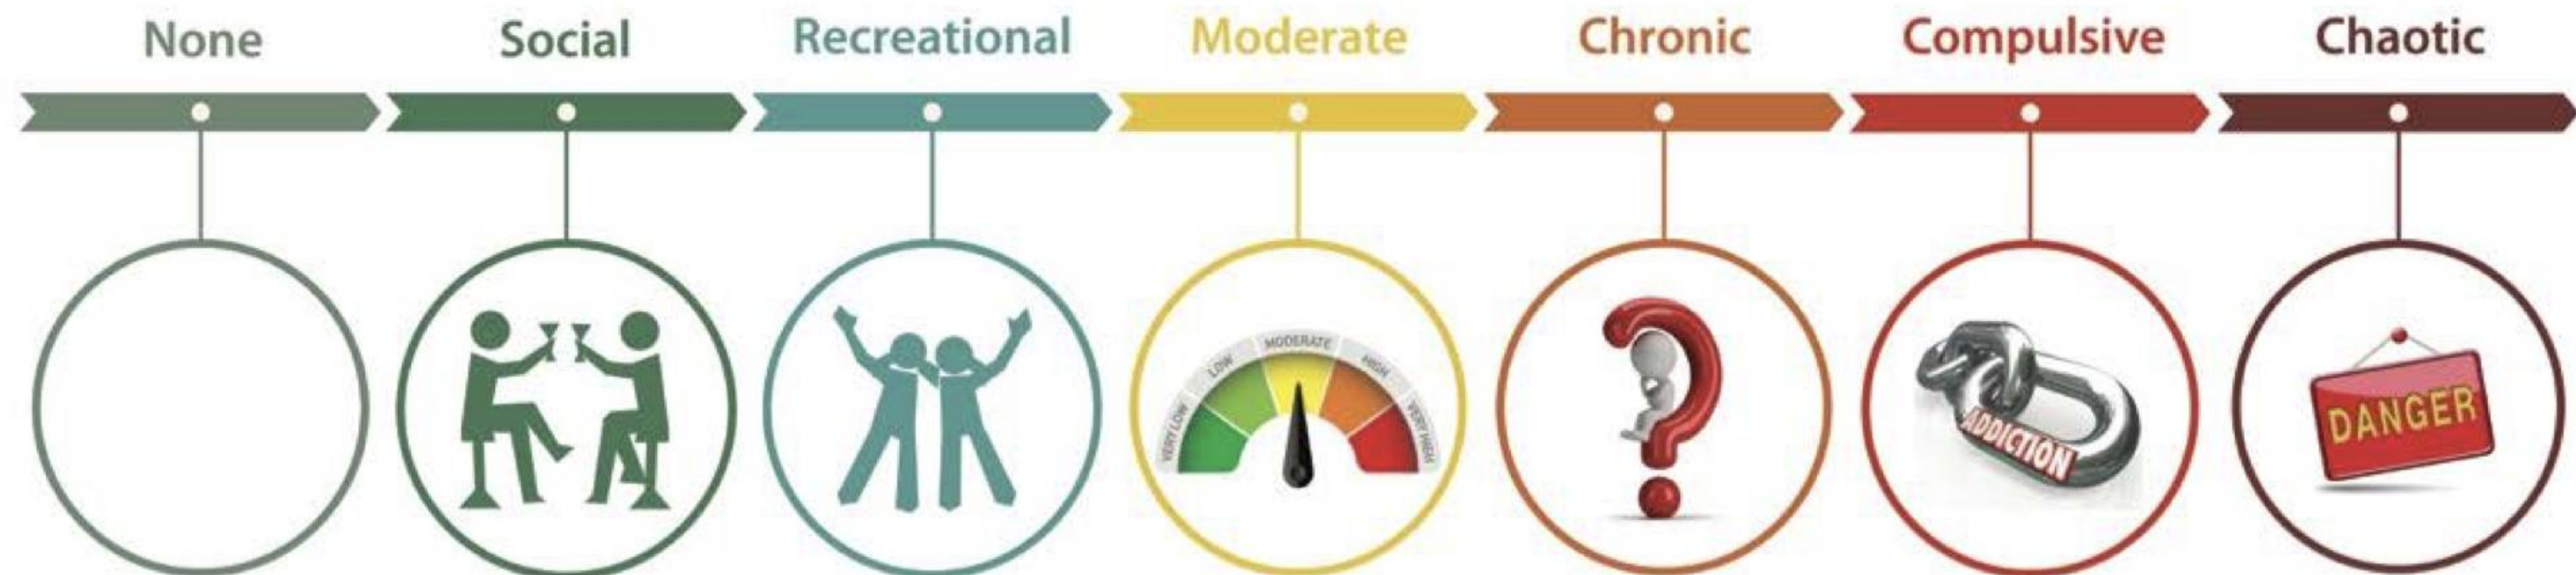 None
Social
Recreational
Moderate
Chronic
Compulsive
Chaotic
VERY LOW
LOW
MODERATE
HIGH
VERY HIGH
ADDICTION
DANGER